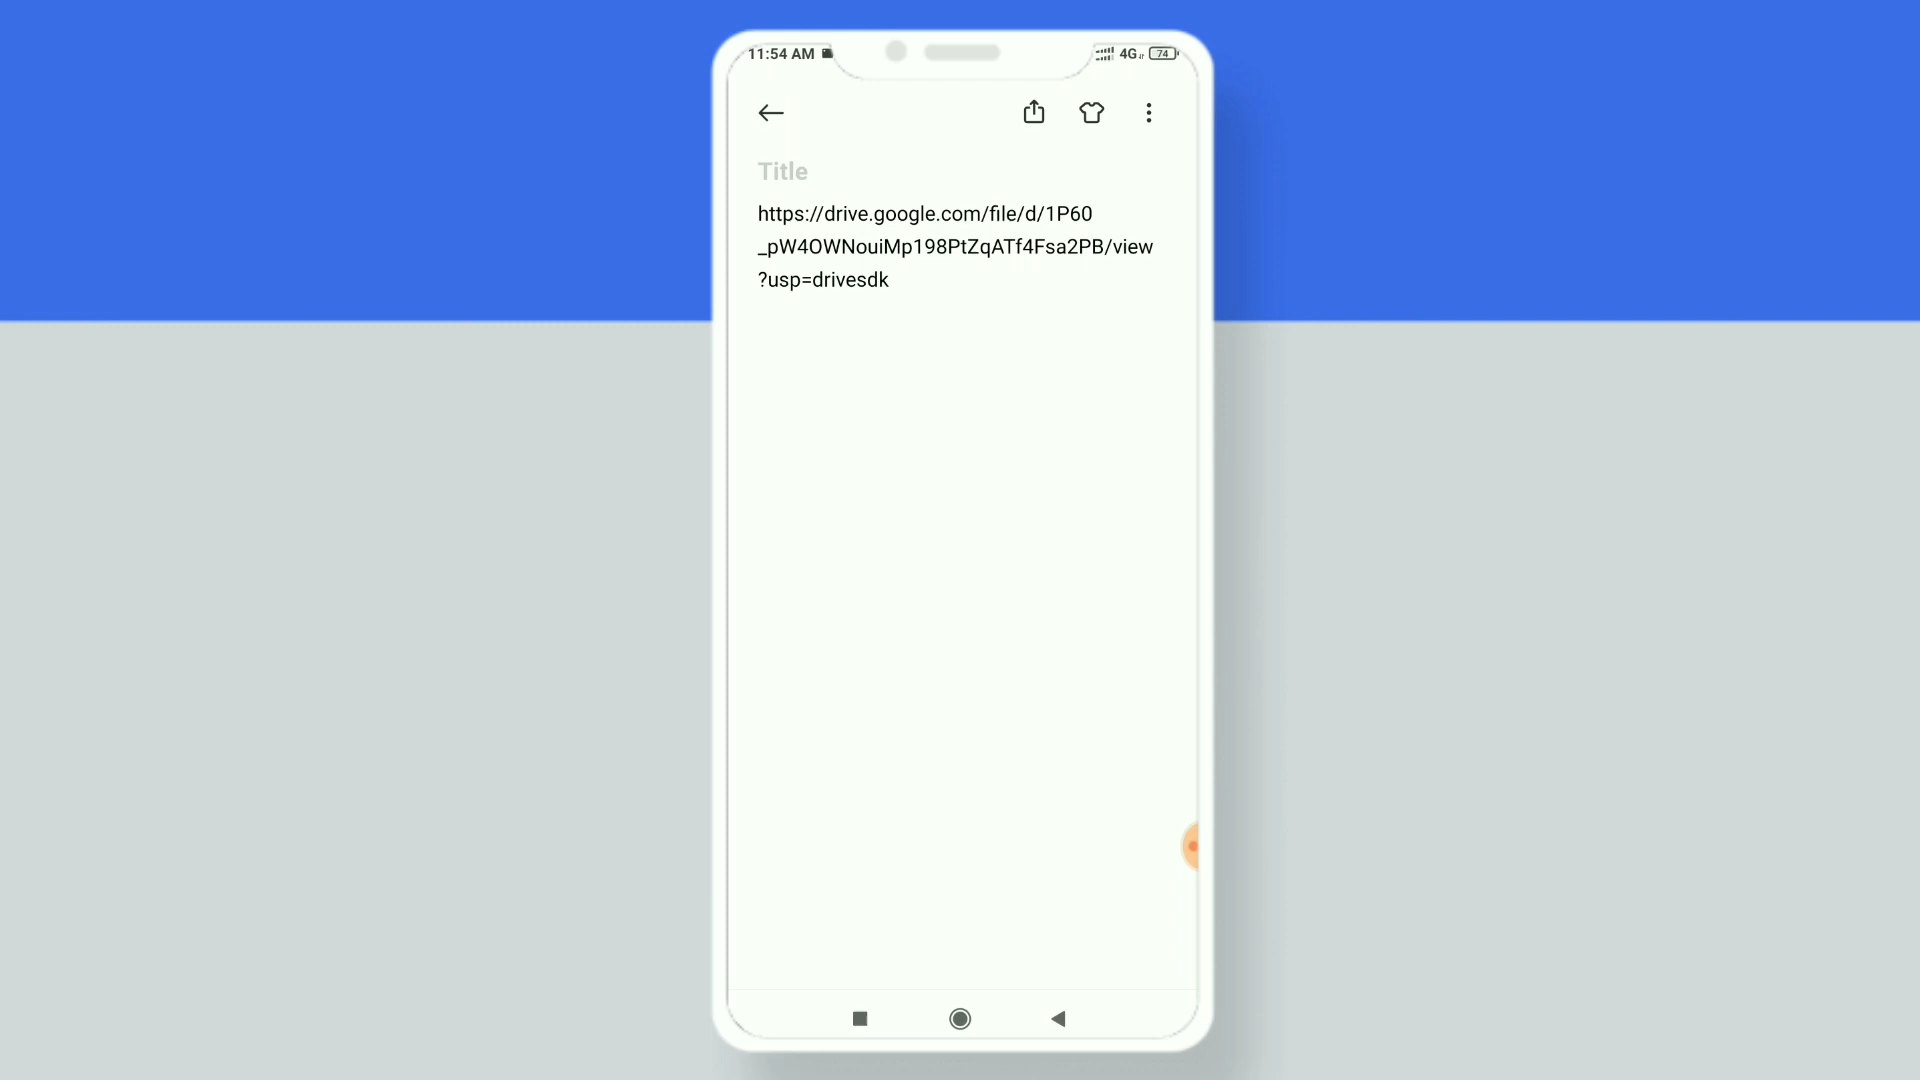 11:54 AM
4G
74
Title
https://drive.google.com/file/d/1P60
_pW4OWNouiMp198PtZqATf4Fsa2PB/view
?usp=drivesdk